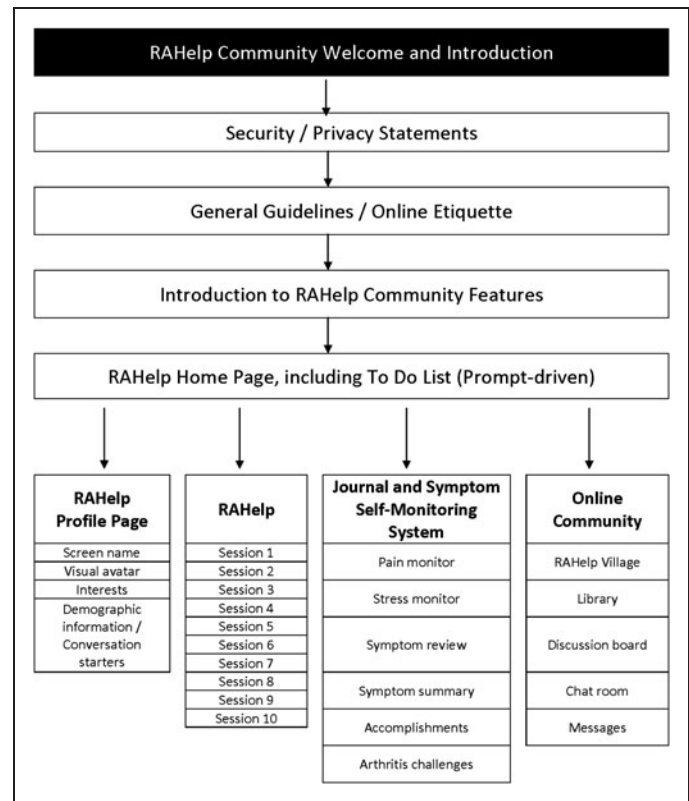 RAHelp Community Welcome and Introduction
Security / Privacy Statements
General Guidelines / Online Etiquette
Introduction to RAHelp Community Features
RAHelp Home Page, including To Do List (Prompt-driven)
RAHelp
Profile Page
Screen name
Visual avatar
Interests
Demographic
information /
Conversation
starters
RAHelp
Session 1
Session 2
Session 3
Session 4
Session 5
Session 6
Session 7
Session 8
Session 9
Session 10
Journal and Symptom
Self-Monitoring
System
Pain monitor
Stress monitor
Symptom review
Symptom summary
Accomplishments
Arthritis challenges
Online
Community
RAHelp Village
Library
Discussion board
Chat room
Messages